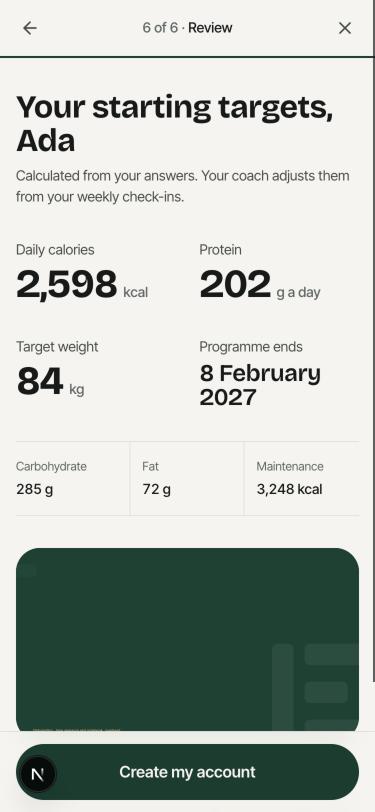 6 of 6 · Review
Your starting targets,
Ada
Calculated from your answers. Your coach adjusts them
from your weekly check-ins.
Daily calories
2,598 kcal
Protein
202 g a day
Target weight
84 kg
Programme ends
8 February
2027
Carbohydrate
285 g
Fat
72 g
Maintenance
3,248 kcal
N
Create my account